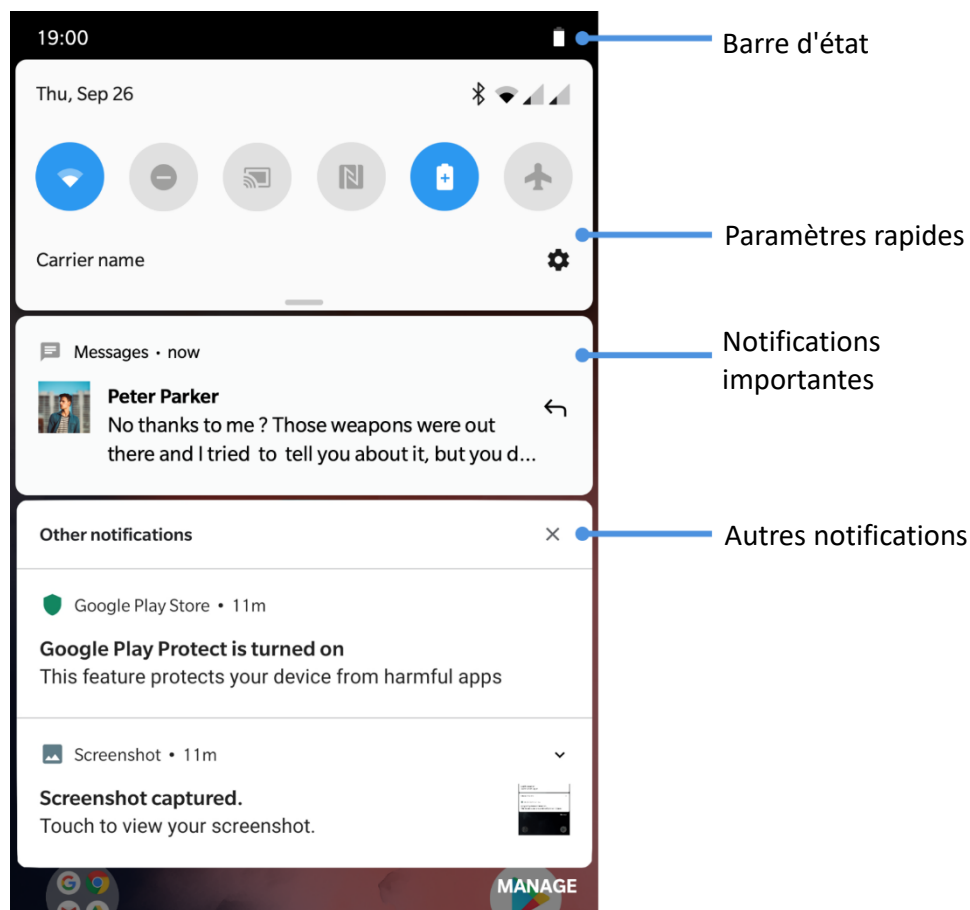 19:00
Barre d'état
Thu, Sep 26
Paramètres rapides
Carrier name
Notifications
importantes
Messages • now
Peter Parker
No thanks to me ? Those weapons were out
there and I tried to tell you about it, but you d...
Other notifications
Autres notifications
Google Play Store • 11m
Google Play Protect is turned on
This feature protects your device from harmful apps
Screenshot • 11m
Screenshot captured.
Touch to view your screenshot.
MANAGE